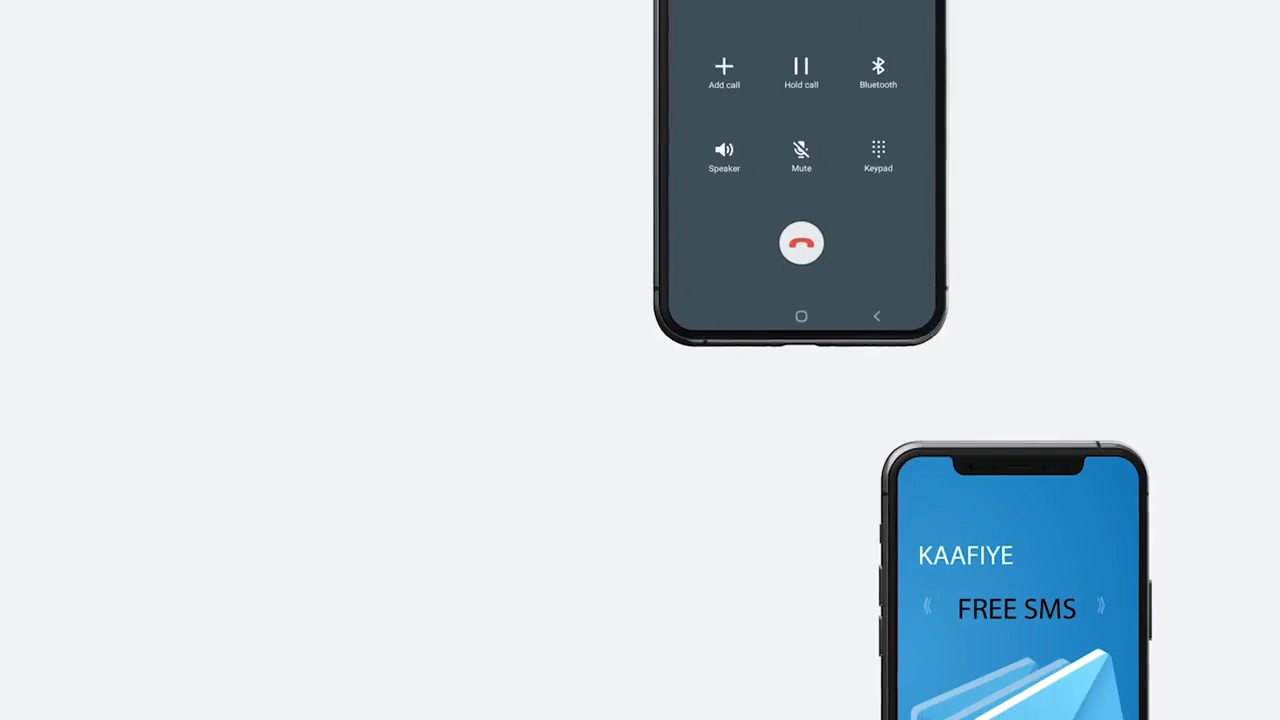 Add call
Hold call
Bluetooth
Speaker
Mute
Keypad
KAAFIYE
FREE SMS